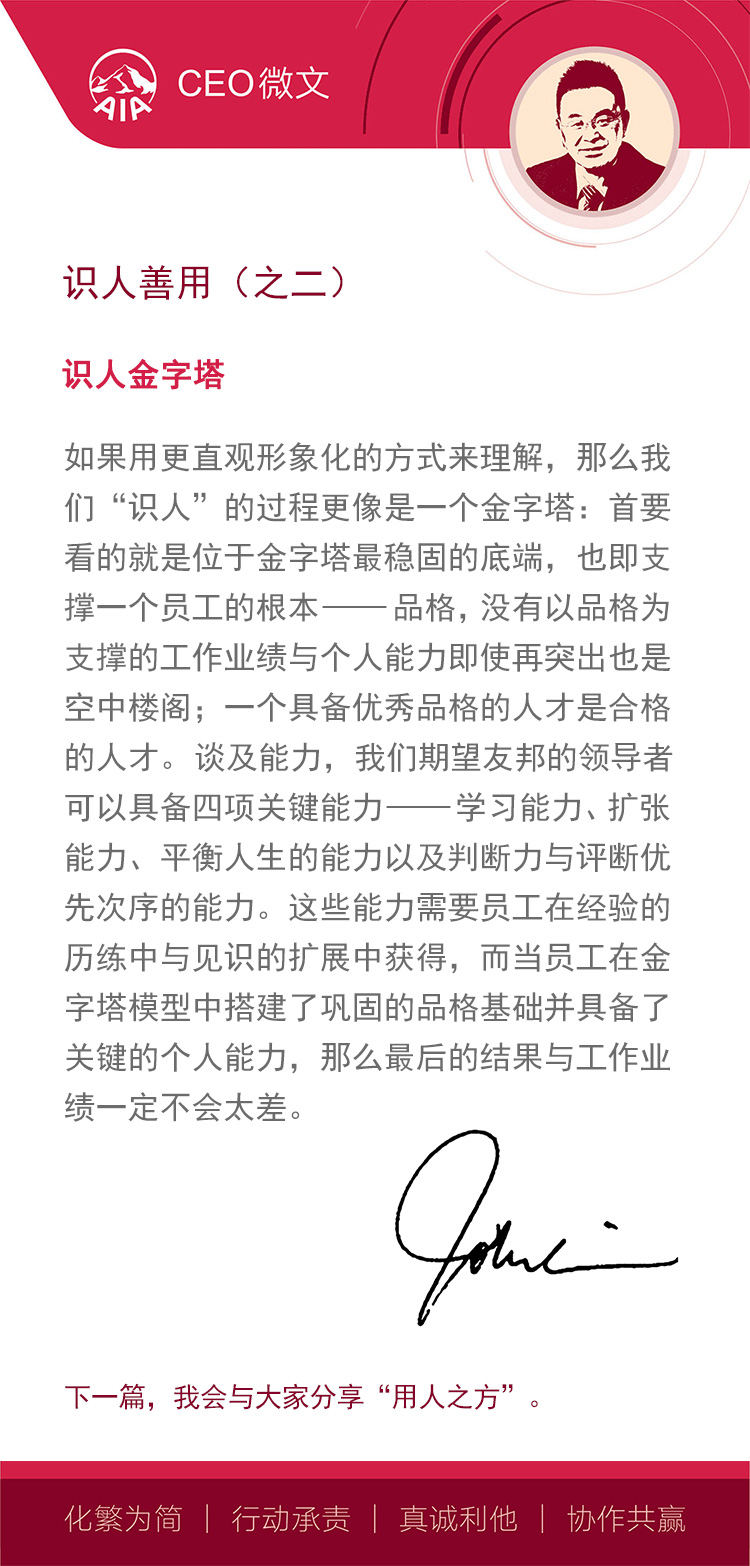 AIA
CEO微文
识人善用（之二）
识人金字塔
如果用更直观形象化的方式来理解，那么我
们“识人”的过程更像是一个金字塔：首要
看的就是位于金字塔最稳固的底端，也即支
撑一个员工的根本——品格，没有以品格为
支撑的工作业绩与个人能力即使再突出也是
空中楼阁；一个具备优秀品格的人才是合格
的人才。谈及能力，我们期望友邦的领导者
可以具备四项关键能力——学习能力、扩张
能力、平衡人生的能力以及判断力与评断优
先次序的能力。这些能力需要员工在经验的
历练中与见识的扩展中获得，而当员工在金
字塔模型中搭建了巩固的品格基础并具备了
关键的个人能力，那么最后的结果与工作业
绩一定不会太差。
下一篇，我会与大家分享“用人之方”。
化繁为简｜行动承责｜真诚利他｜协作共赢